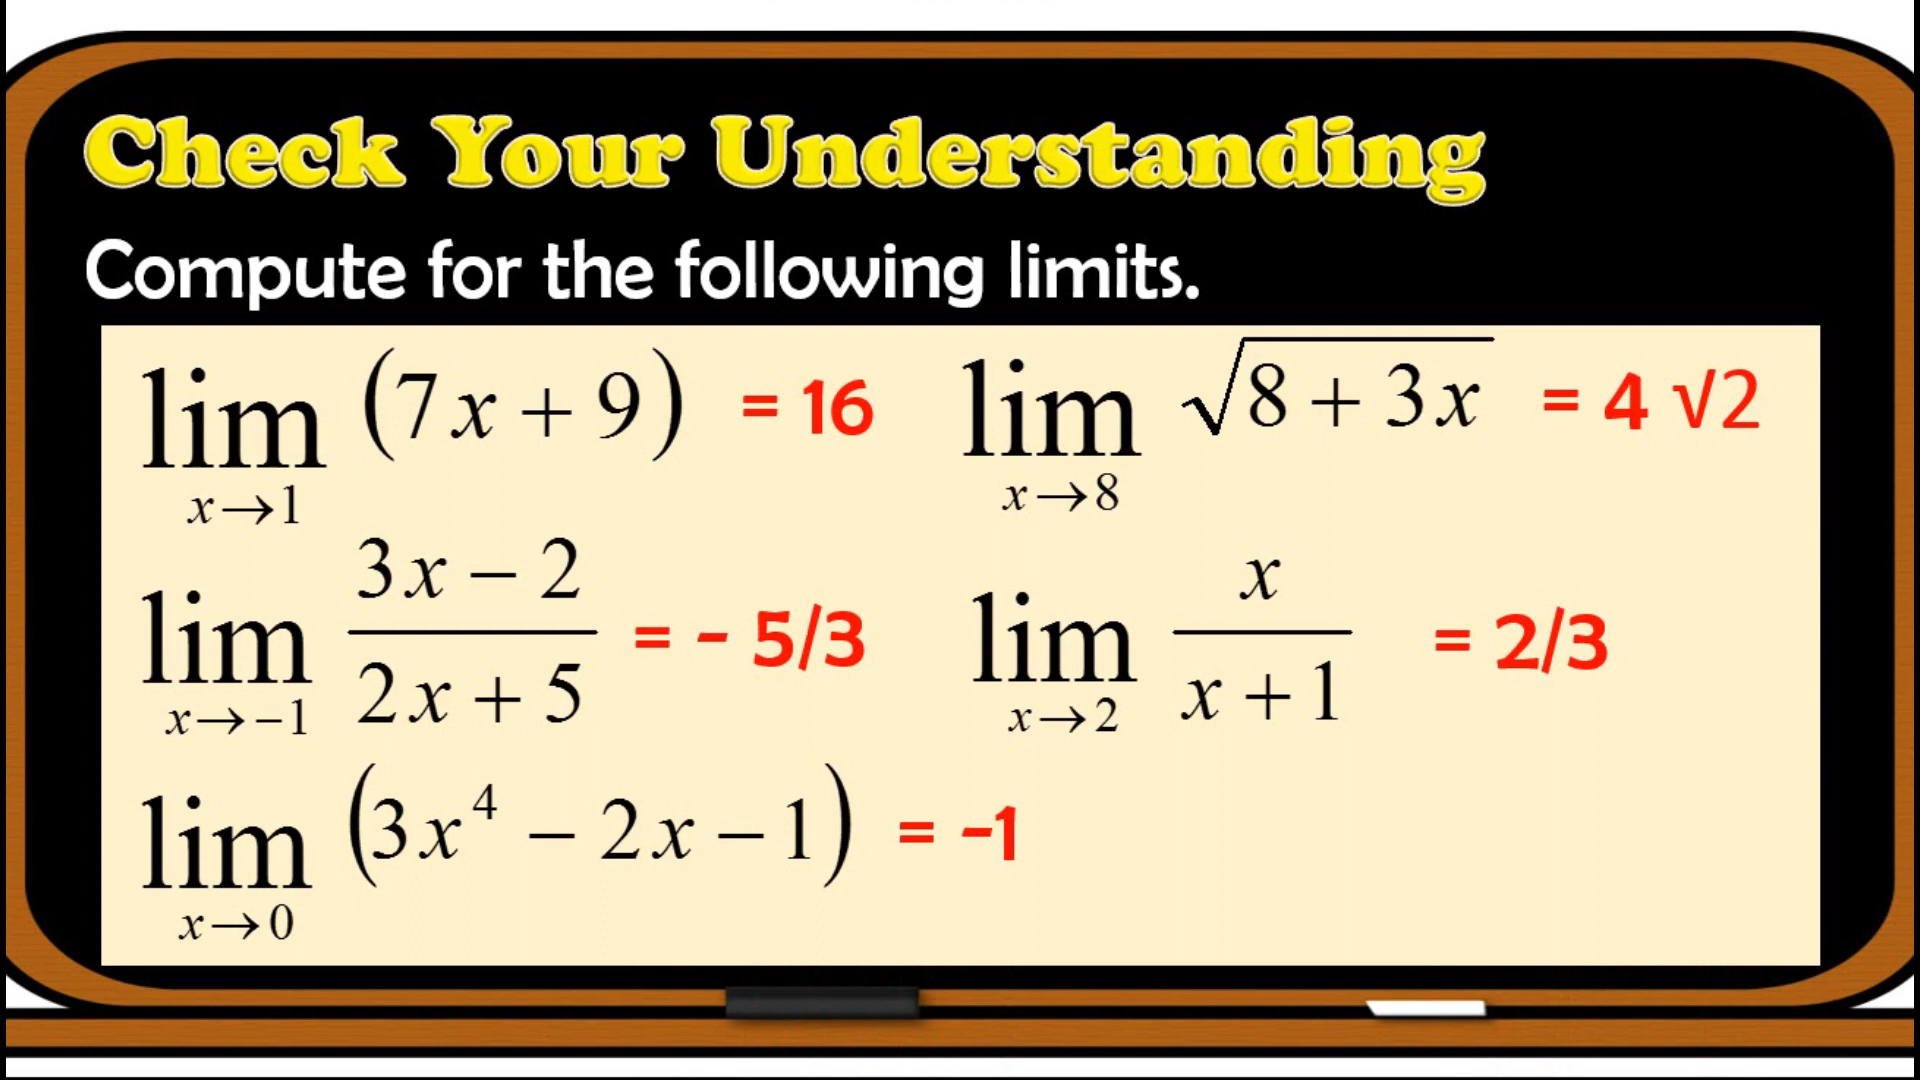 Check Your Understanding
Compute for the following limits.
lim x→1 (7x + 9) = 16
lim x→8 √(8 + 3x) = 4 √2
lim x→−1 (3x − 2)/(2x + 5) = - 5/3
lim x→2 x/(x + 1) = 2/3
lim x→0 (3x⁴ − 2x − 1) = -1